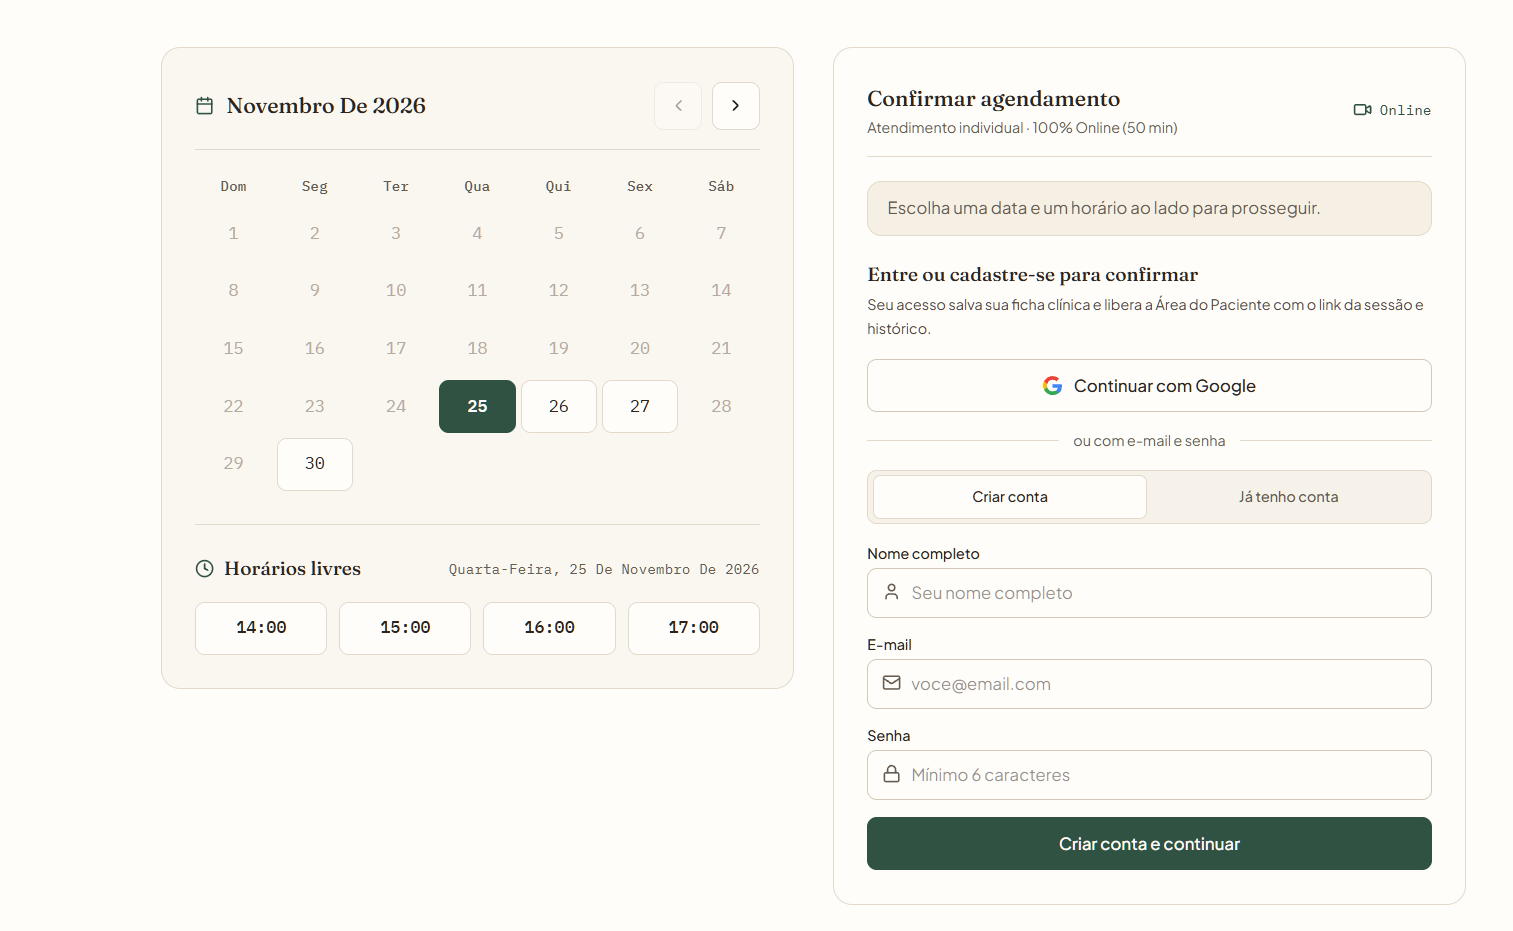 Novembro De 2026
Dom Seg Ter Qua Qui Sex Sáb
1 2 3 4 5 6 7
8 9 10 11 12 13 14
15 16 17 18 19 20 21
22 23 24 25 26 27 28
29 30
Horários livres
Quarta-Feira, 25 De Novembro De 2026
14:00 15:00 16:00 17:00
Confirmar agendamento
Atendimento individual · 100% Online (50 min)
Online
Escolha uma data e um horário ao lado para prosseguir.
Entre ou cadastre-se para confirmar
Seu acesso salva sua ficha clínica e libera a Área do Paciente com o link da sessão e
histórico.
Continuar com Google
ou com e-mail e senha
Criar conta
Já tenho conta
Nome completo
Seu nome completo
E-mail
voce@email.com
Senha
Mínimo 6 caracteres
Criar conta e continuar